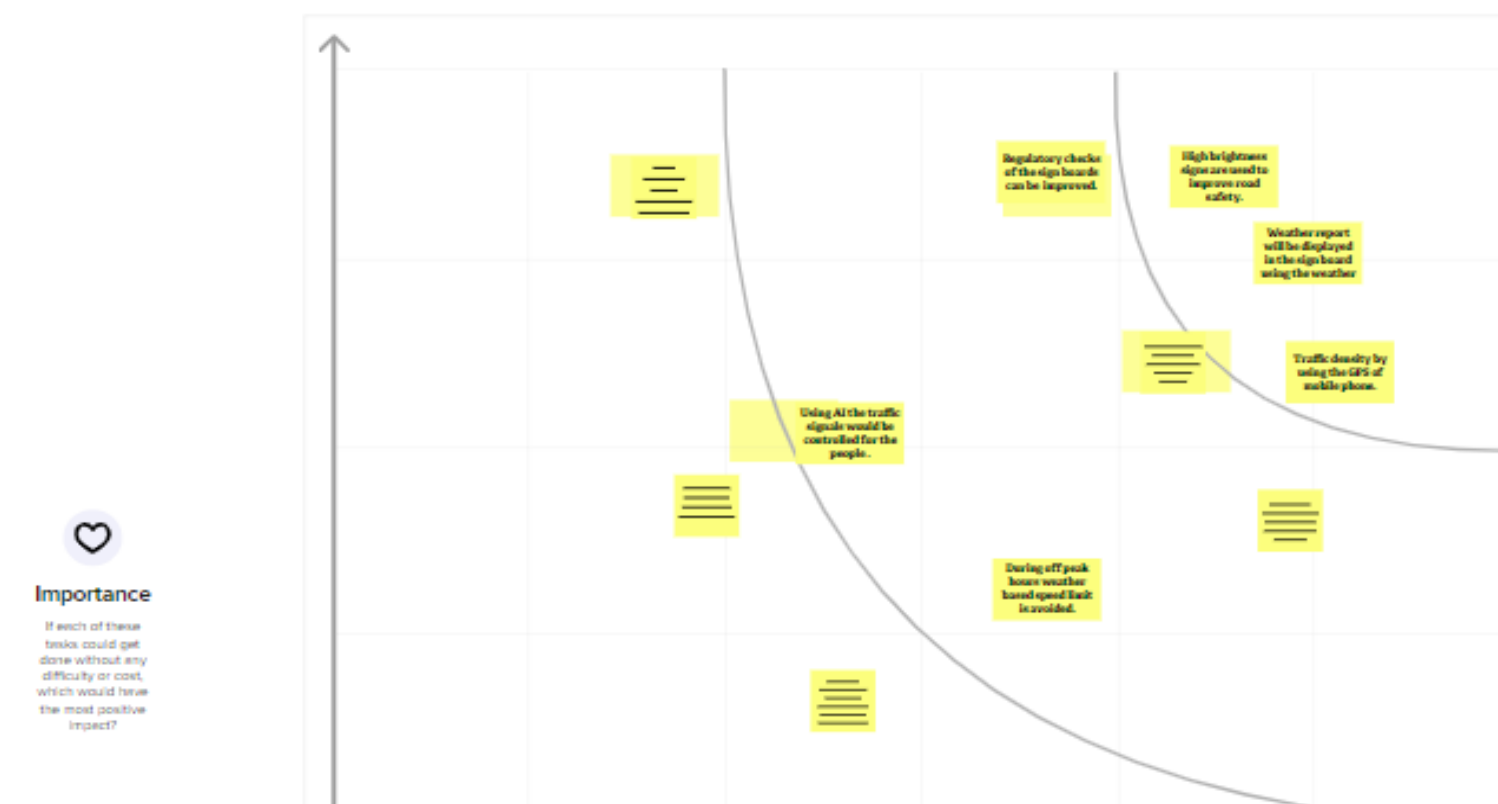 Regulatory checks
of the sign boards
can be improved.
High brightness
signs are used to
improve road
safety.
Weather report
will be displayed
in the sign board
using the weather
Traffic density by
using the GPS of
mobile phone.
Using AI the traffic
signals would be
controlled for the
people .
During off peak
hours weather
based speed limit
is avoided.
Importance
If each of these
tasks could get
done without any
difficulty or cost,
which would have
the most positive
impact?